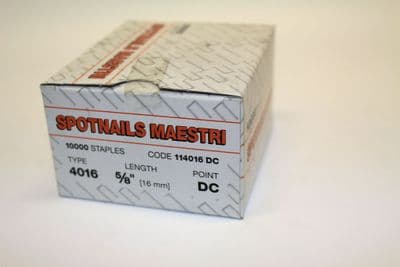 SPOTNAILS MAESTRI
10000 STAPLES CODE 114016 DC
TYPE LENGTH POINT
4016 5/8" [16 mm] DC